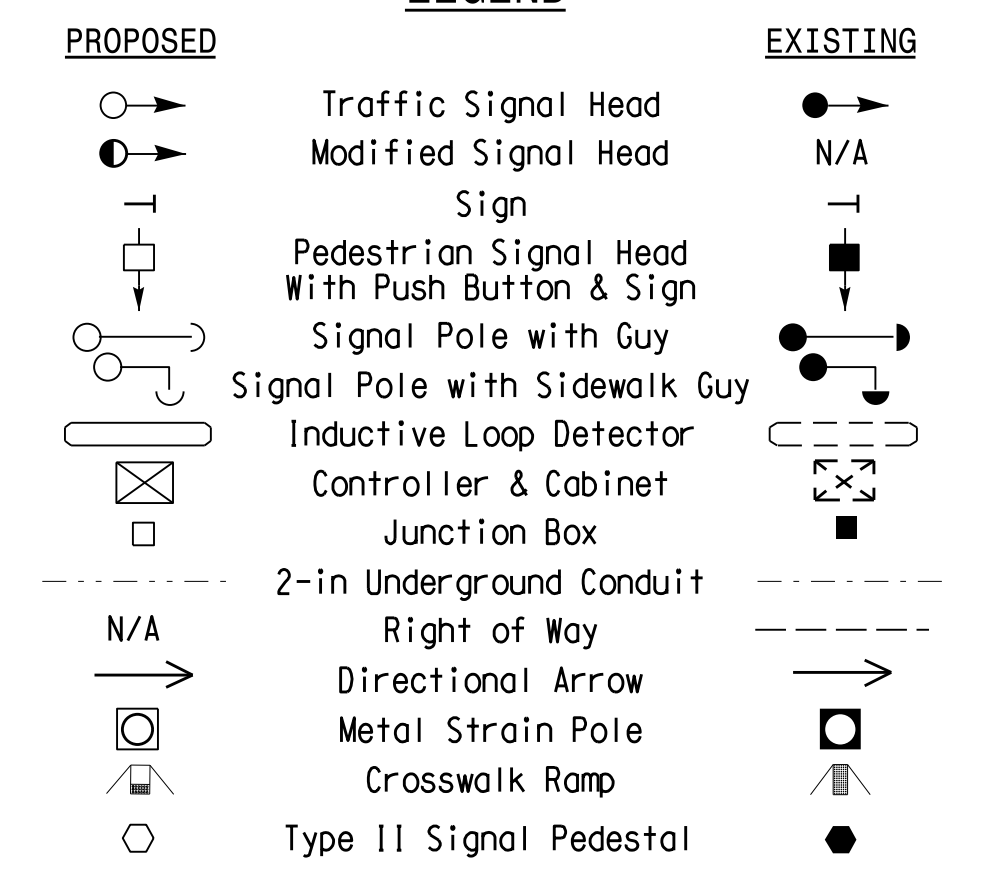 LEGEND
PROPOSED EXISTING
Traffic Signal Head
Modified Signal Head N/A
Sign
Pedestrian Signal Head
With Push Button & Sign
Signal Pole with Guy
Signal Pole with Sidewalk Guy
Inductive Loop Detector
Controller & Cabinet
Junction Box
2-in Underground Conduit
N/A Right of Way
Directional Arrow
Metal Strain Pole
Crosswalk Ramp
Type II Signal Pedestal